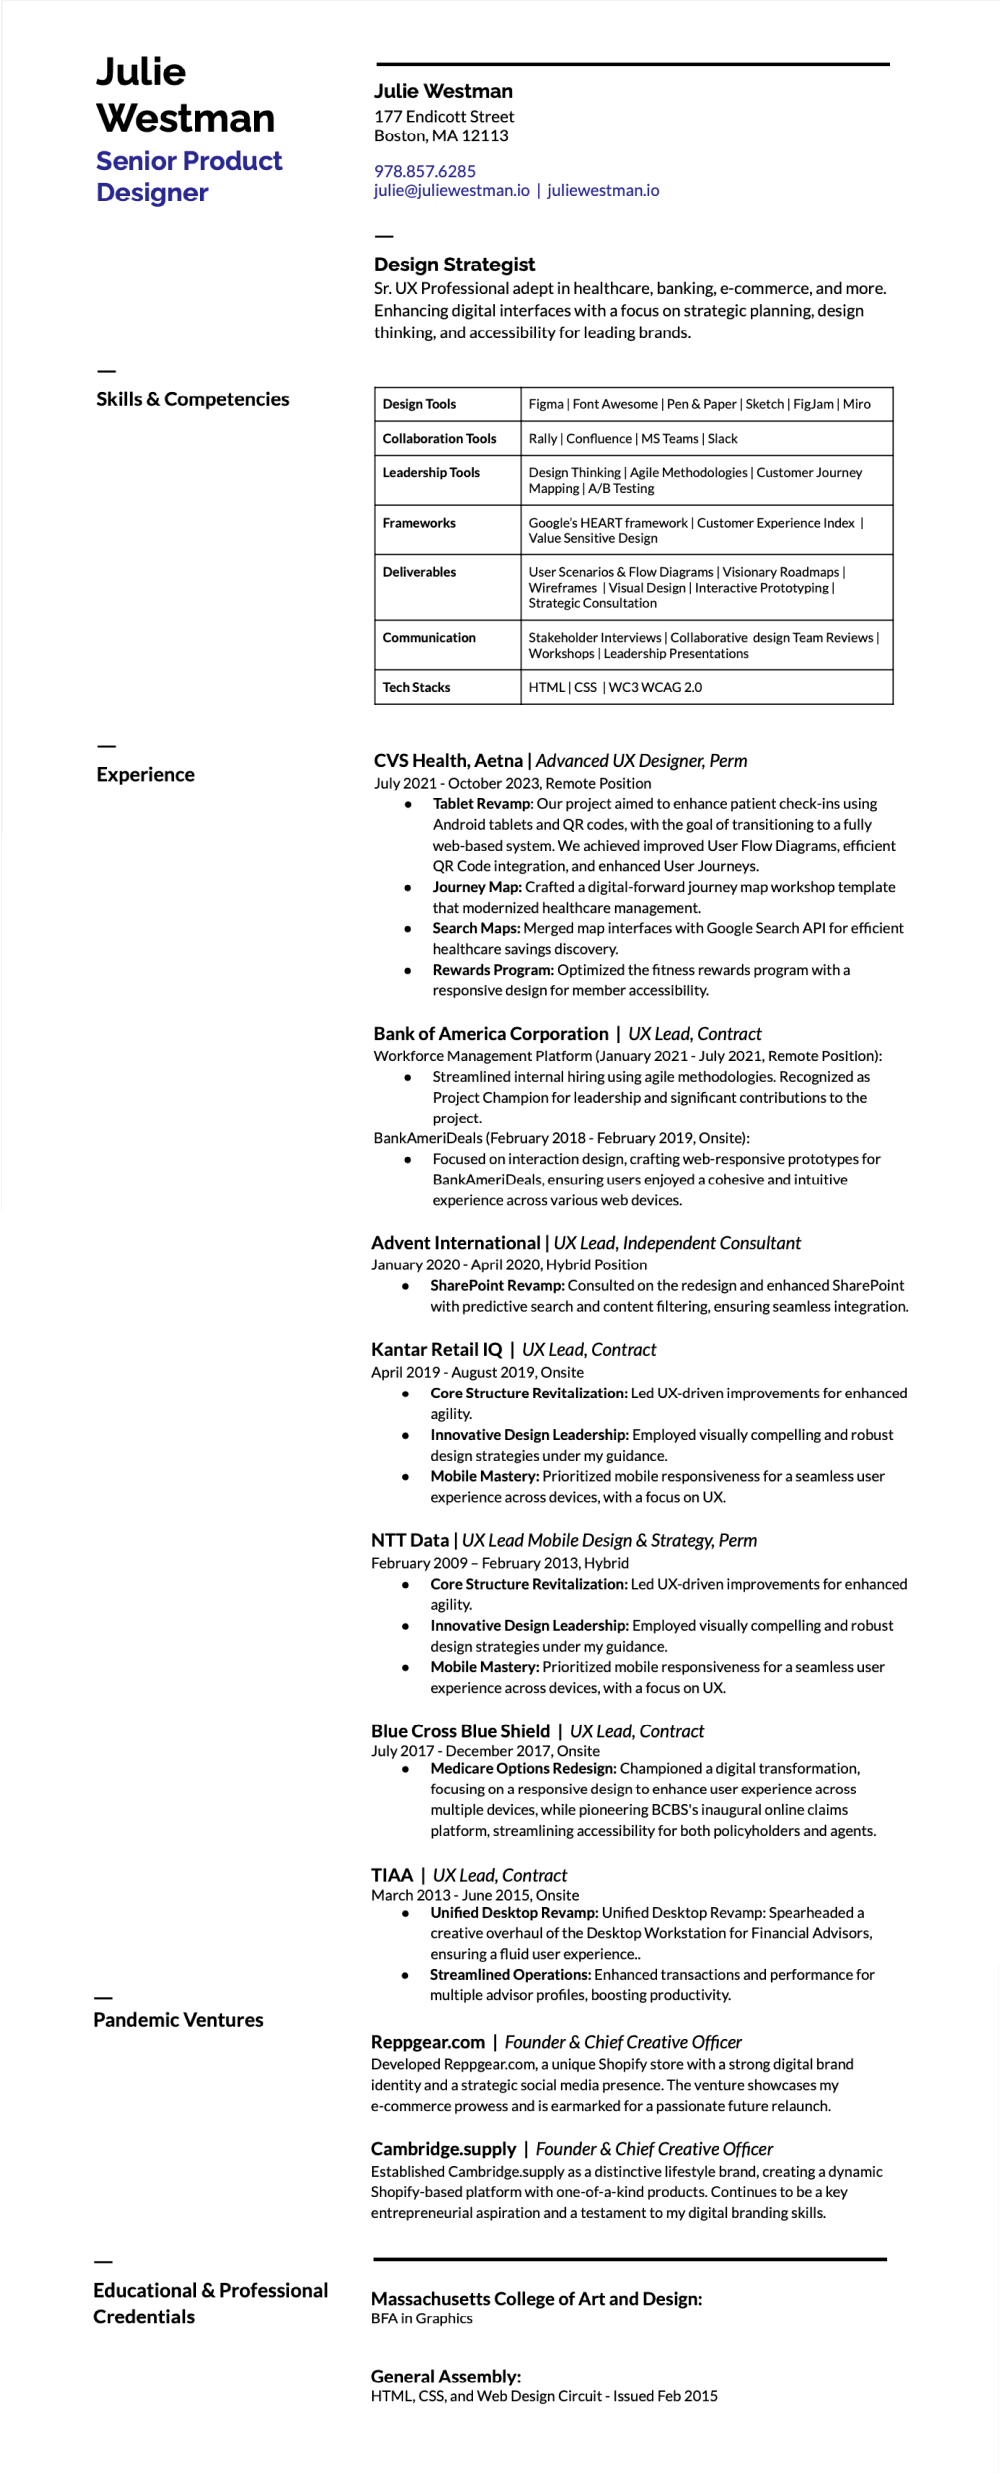 Julie
Westman
Senior Product
Designer
Julie Westman
177 Endicott Street
Boston, MA 12113
978.857.6285
julie@juliewestman.io | juliewestman.io
—
Design Strategist
Sr. UX Professional adept in healthcare, banking, e-commerce, and more.
Enhancing digital interfaces with a focus on strategic planning, design
thinking, and accessibility for leading brands.
—
Skills & Competencies
Design Tools
Figma | Font Awesome | Pen & Paper | Sketch | FigJam | Miro
Collaboration Tools
Rally | Confluence | MS Teams | Slack
Leadership Tools
Design Thinking | Agile Methodologies | Customer Journey
Mapping | A/B Testing
Frameworks
Google's HEART framework | Customer Experience Index |
Value Sensitive Design
Deliverables
User Scenarios & Flow Diagrams | Visionary Roadmaps |
Wireframes | Visual Design | Interactive Prototyping |
Strategic Consultation
Communication
Stakeholder Interviews | Collaborative design Team Reviews |
Workshops | Leadership Presentations
Tech Stacks
HTML | CSS | WC3 WCAG 2.0
—
Experience
CVS Health, Aetna | Advanced UX Designer, Perm
July 2021 - October 2023, Remote Position
● Tablet Revamp: Our project aimed to enhance patient check-ins using
Android tablets and QR codes, with the goal of transitioning to a fully
web-based system. We achieved improved User Flow Diagrams, efficient
QR Code integration, and enhanced User Journeys.
● Journey Map: Crafted a digital-forward journey map workshop template
that modernized healthcare management.
● Search Maps: Merged map interfaces with Google Search API for efficient
healthcare savings discovery.
● Rewards Program: Optimized the fitness rewards program with a
responsive design for member accessibility.
Bank of America Corporation | UX Lead, Contract
Workforce Management Platform (January 2021 - July 2021, Remote Position):
● Streamlined internal hiring using agile methodologies. Recognized as
Project Champion for leadership and significant contributions to the
project.
BankAmeriDeals (February 2018 - February 2019, Onsite):
● Focused on interaction design, crafting web-responsive prototypes for
BankAmeriDeals, ensuring users enjoyed a cohesive and intuitive
experience across various web devices.
Advent International | UX Lead, Independent Consultant
January 2020 - April 2020, Hybrid Position
● SharePoint Revamp: Consulted on the redesign and enhanced SharePoint
with predictive search and content filtering, ensuring seamless integration.
Kantar Retail IQ | UX Lead, Contract
April 2019 - August 2019, Onsite
● Core Structure Revitalization: Led UX-driven improvements for enhanced
agility.
● Innovative Design Leadership: Employed visually compelling and robust
design strategies under my guidance.
● Mobile Mastery: Prioritized mobile responsiveness for a seamless user
experience across devices, with a focus on UX.
NTT Data | UX Lead Mobile Design & Strategy, Perm
February 2009 – February 2013, Hybrid
● Core Structure Revitalization: Led UX-driven improvements for enhanced
agility.
● Innovative Design Leadership: Employed visually compelling and robust
design strategies under my guidance.
● Mobile Mastery: Prioritized mobile responsiveness for a seamless user
experience across devices, with a focus on UX.
Blue Cross Blue Shield | UX Lead, Contract
July 2017 - December 2017, Onsite
● Medicare Options Redesign: Championed a digital transformation,
focusing on a responsive design to enhance user experience across
multiple devices, while pioneering BCBS's inaugural online claims
platform, streamlining accessibility for both policyholders and agents.
TIAA | UX Lead, Contract
March 2013 - June 2015, Onsite
● Unified Desktop Revamp: Unified Desktop Revamp: Spearheaded a
creative overhaul of the Desktop Workstation for Financial Advisors,
ensuring a fluid user experience..
● Streamlined Operations: Enhanced transactions and performance for
multiple advisor profiles, boosting productivity.
—
Pandemic Ventures
Reppgear.com | Founder & Chief Creative Officer
Developed Reppgear.com, a unique Shopify store with a strong digital brand
identity and a strategic social media presence. The venture showcases my
e-commerce prowess and is earmarked for a passionate future relaunch.
Cambridge.supply | Founder & Chief Creative Officer
Established Cambridge.supply as a distinctive lifestyle brand, creating a dynamic
Shopify-based platform with one-of-a-kind products. Continues to be a key
entrepreneurial aspiration and a testament to my digital branding skills.
—
Educational & Professional
Credentials
Massachusetts College of Art and Design:
BFA in Graphics
General Assembly:
HTML, CSS, and Web Design Circuit - Issued Feb 2015